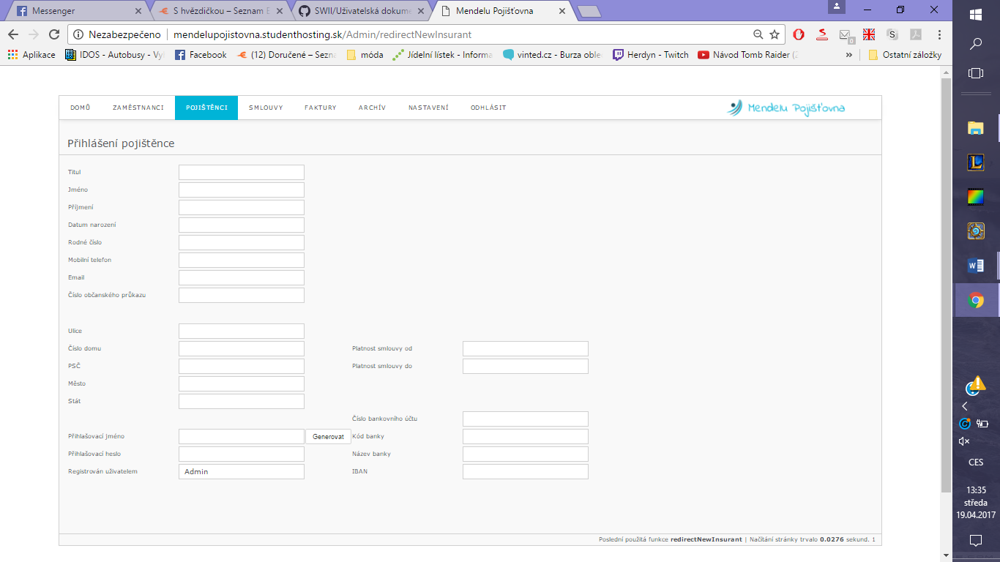 Messenger
S hvězdičkou – Seznam E
SWII/Uživatelská dokume
Mendelu Pojišťovna
Nezabezpečeno
mendelupojistovna.studenthosting.sk/Admin/redirectNewInsurant
Aplikace
IDOS - Autobusy - Vyl
Facebook
(12) Doručené – Sezna
móda
Jídelní lístek - Informa
vinted.cz - Burza oble
Herdyn - Twitch
Návod Tomb Raider (
»
Ostatní záložky
DOMŮ ZAMĚSTNANCI POJIŠTĚNCI SMLOUVY FAKTURY ARCHÍV NASTAVENÍ ODHLÁSIT
Mendelu Pojišťovna
Přihlášení pojištěnce
Titul
Jméno
Příjmení
Datum narození
Rodné číslo
Mobilní telefon
Email
Číslo občanského průkazu
Ulice
Číslo domu Platnost smlouvy od
PSČ Platnost smlouvy do
Město
Stát
Číslo bankovního účtu
Přihlašovací jméno Generovat Kód banky
Přihlašovací heslo Název banky
Registrován uživatelem Admin IBAN
Poslední použitá funkce redirectNewInsurant | Načítání stránky trvalo 0.0276 sekund. 1
CES
13:35
středa
19.04.2017